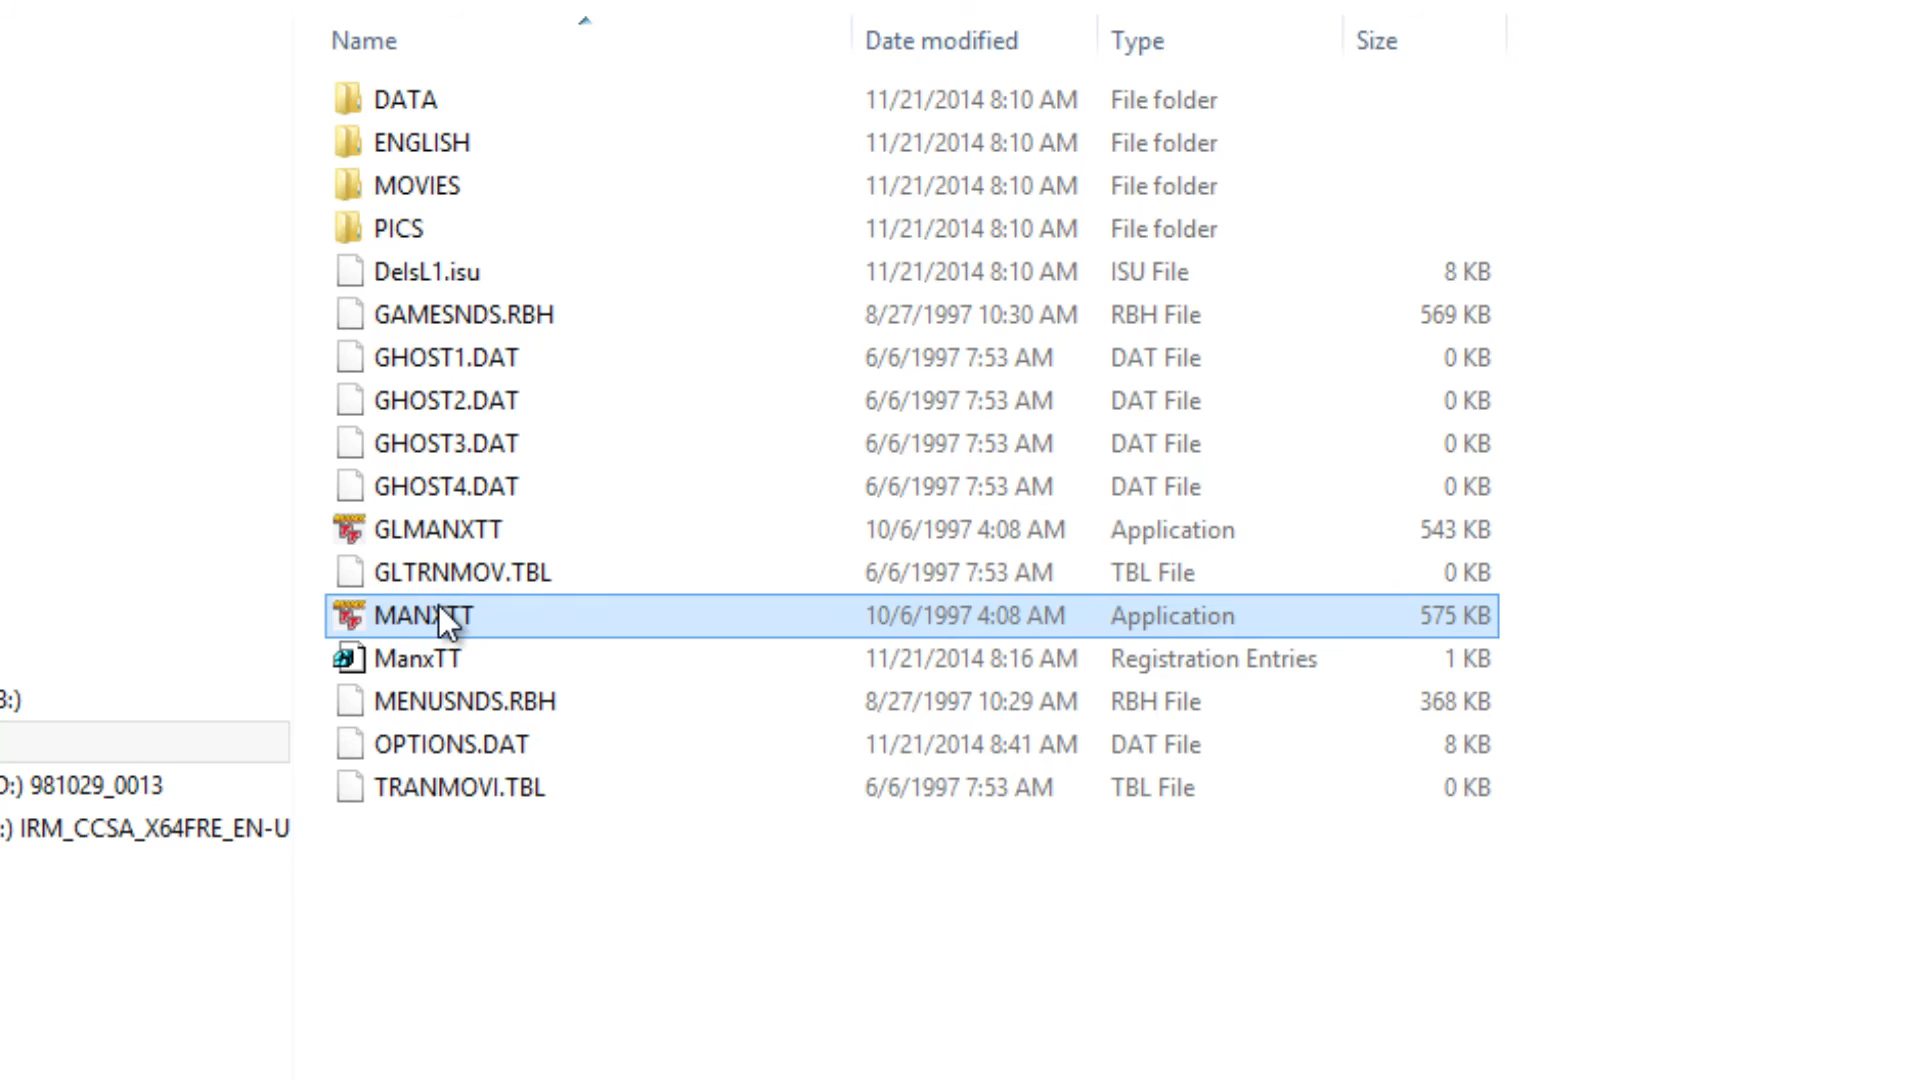 Name Date modified Type Size
DATA 11/21/2014 8:10 AM File folder
ENGLISH 11/21/2014 8:10 AM File folder
MOVIES 11/21/2014 8:10 AM File folder
PICS 11/21/2014 8:10 AM File folder
DelsL1.isu 11/21/2014 8:10 AM ISU File 8 KB
GAMESNDS.RBH 8/27/1997 10:30 AM RBH File 569 KB
GHOST1.DAT 6/6/1997 7:53 AM DAT File 0 KB
GHOST2.DAT 6/6/1997 7:53 AM DAT File 0 KB
GHOST3.DAT 6/6/1997 7:53 AM DAT File 0 KB
GHOST4.DAT 6/6/1997 7:53 AM DAT File 0 KB
GLMANXTT 10/6/1997 4:08 AM Application 543 KB
GLTRNMOV.TBL 6/6/1997 7:53 AM TBL File 0 KB
MANXTT 10/6/1997 4:08 AM Application 575 KB
ManxTT 11/21/2014 8:16 AM Registration Entries 1 KB
MENUSNDS.RBH 8/27/1997 10:29 AM RBH File 368 KB
OPTIONS.DAT 11/21/2014 8:41 AM DAT File 8 KB
TRANMOVI.TBL 6/6/1997 7:53 AM TBL File 0 KB
:)
:) 981029_0013
:) IRM_CCSA_X64FRE_EN-U